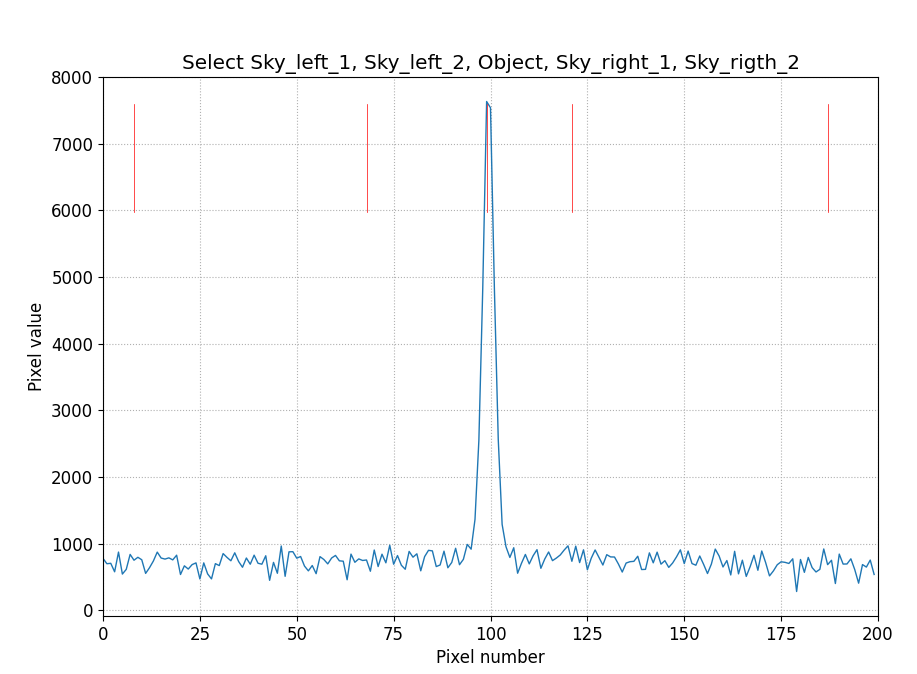 Select Sky_left_1, Sky_left_2, Object, Sky_right_1, Sky_rigth_2
8000
7000
6000
5000
4000
3000
2000
1000
0
Pixel value
0 25 50 75 100 125 150 175 200
Pixel number